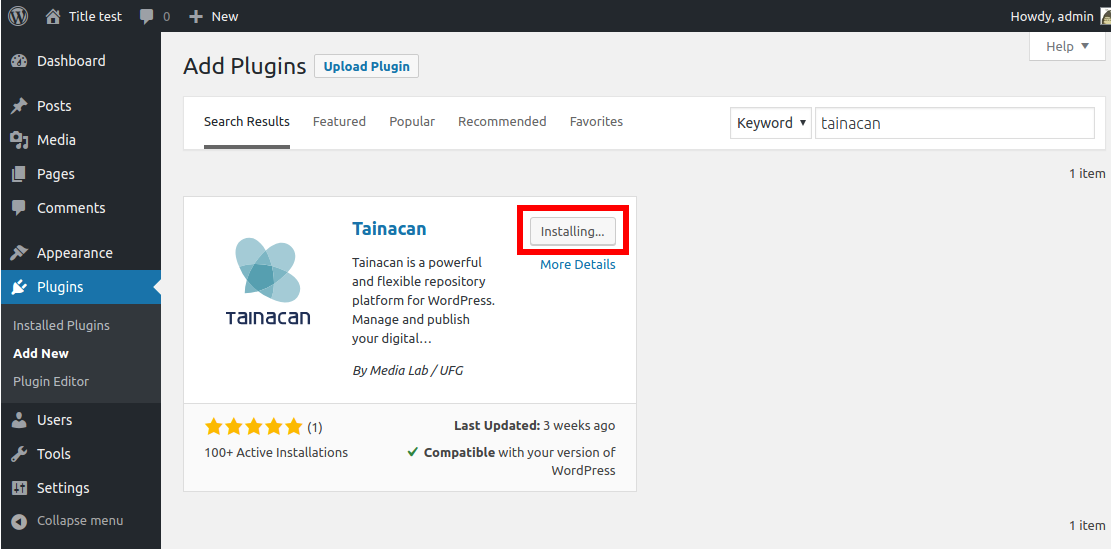 Title test 0 New Howdy, admin
Help
Dashboard
Posts
Media
Pages
Comments
Appearance
Plugins
Installed Plugins
Add New
Plugin Editor
Users
Tools
Settings
Collapse menu
Add Plugins Upload Plugin
Search Results Featured Popular Recommended Favorites Keyword tainacan
1 item
TAINACAN
Tainacan
Installing...
More Details
Tainacan is a powerful
and flexible repository
platform for WordPress.
Manage and publish
your digital…
By Media Lab / UFG
(1)
100+ Active Installations
Last Updated: 3 weeks ago
Compatible with your version of
WordPress
1 item